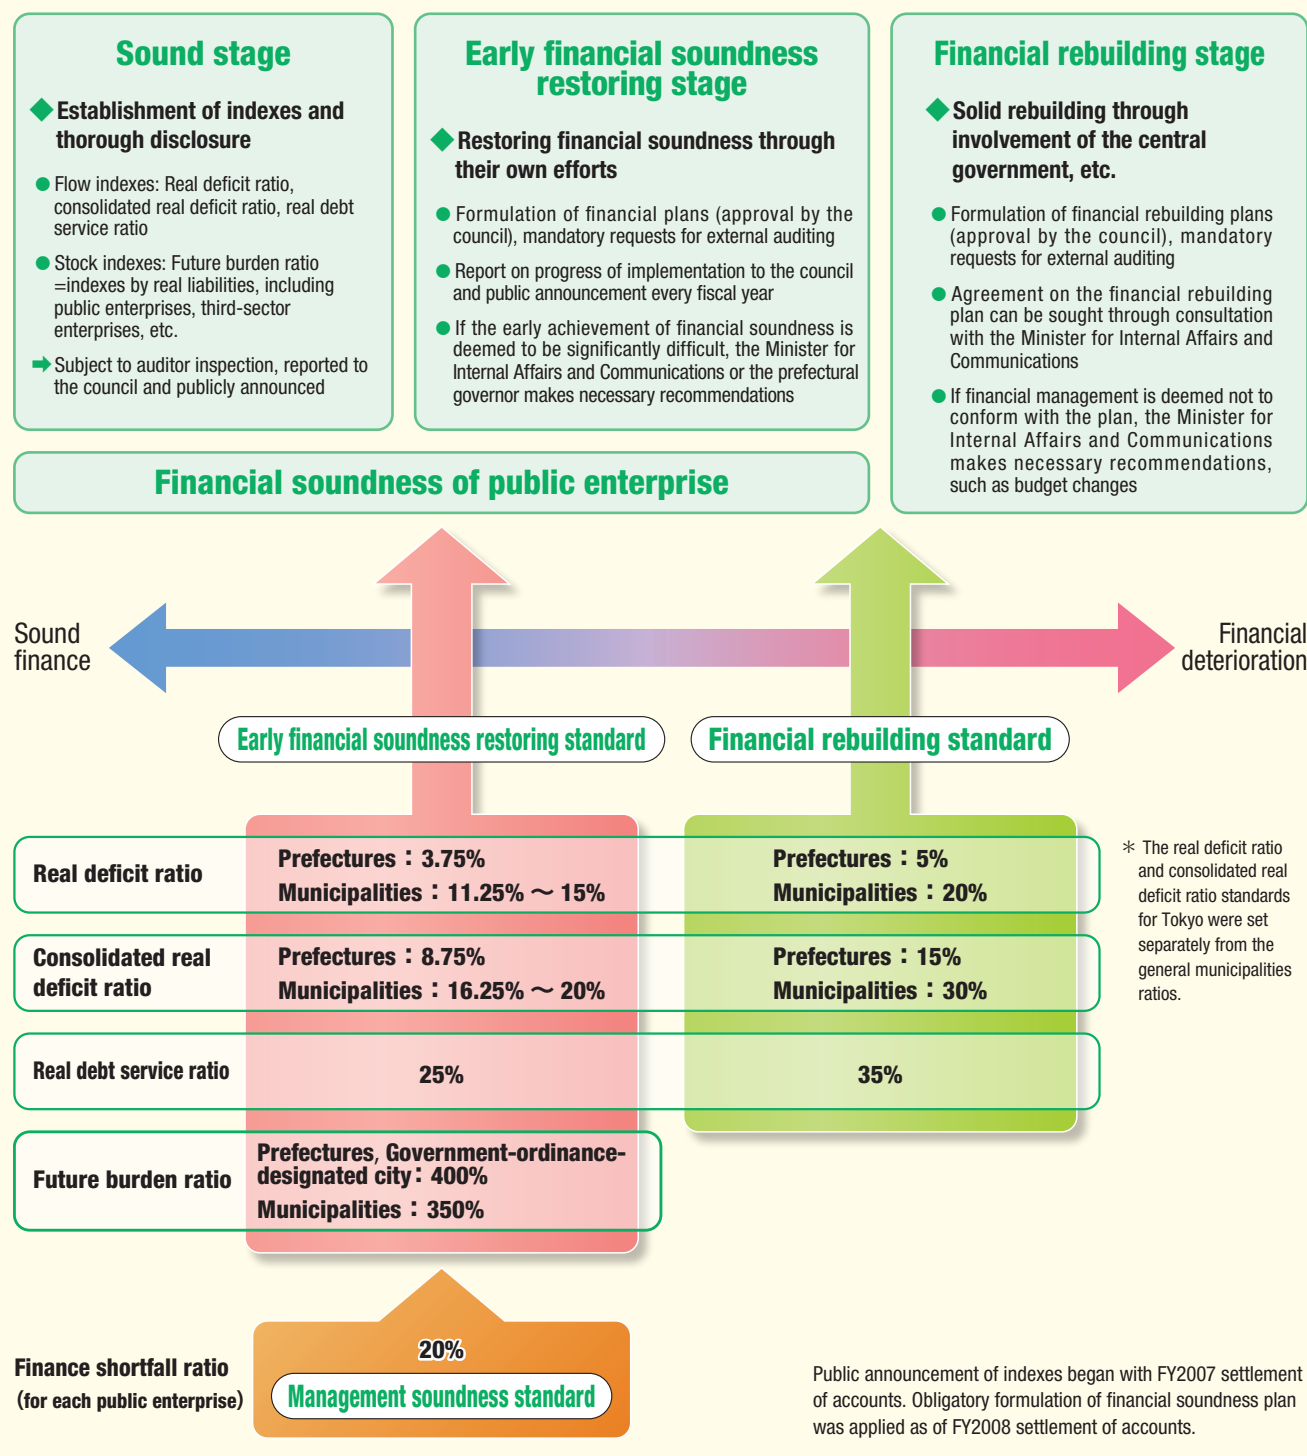 Sound stage
◆Establishment of indexes and
thorough disclosure
● Flow indexes: Real deficit ratio,
consolidated real deficit ratio, real debt
service ratio
● Stock indexes: Future burden ratio
=indexes by real liabilities, including
public enterprises, third-sector
enterprises, etc.
➡ Subject to auditor inspection, reported to
the council and publicly announced
Early financial soundness
restoring stage
◆Restoring financial soundness through
their own efforts
● Formulation of financial plans (approval by the
council), mandatory requests for external auditing
● Report on progress of implementation to the council
and public announcement every fiscal year
● If the early achievement of financial soundness is
deemed to be significantly difficult, the Minister for
Internal Affairs and Communications or the prefectural
governor makes necessary recommendations
Financial rebuilding stage
◆Solid rebuilding through
involvement of the central
government, etc.
● Formulation of financial rebuilding plans
(approval by the council), mandatory
requests for external auditing
● Agreement on the financial rebuilding
plan can be sought through consultation
with the Minister for Internal Affairs and
Communications
● If financial management is deemed not to
conform with the plan, the Minister for
Internal Affairs and Communications
makes necessary recommendations,
such as budget changes
Financial soundness of public enterprise
Sound
finance
Financial
deterioration
Early financial soundness restoring standard
Financial rebuilding standard
Real deficit ratio
Prefectures：3.75%
Municipalities：11.25% ～ 15%
Prefectures：5%
Municipalities：20%
Consolidated real
deficit ratio
Prefectures：8.75%
Municipalities：16.25% ～ 20%
Prefectures：15%
Municipalities：30%
Real debt service ratio
25%
35%
Future burden ratio
Prefectures, Government-ordinance-
designated city：400%
Municipalities：350%
＊ The real deficit ratio
and consolidated real
deficit ratio standards
for Tokyo were set
separately from the
general municipalities
ratios.
Finance shortfall ratio
(for each public enterprise)
20%
Management soundness standard
Public announcement of indexes began with FY2007 settlement
of accounts. Obligatory formulation of financial soundness plan
was applied as of FY2008 settlement of accounts.